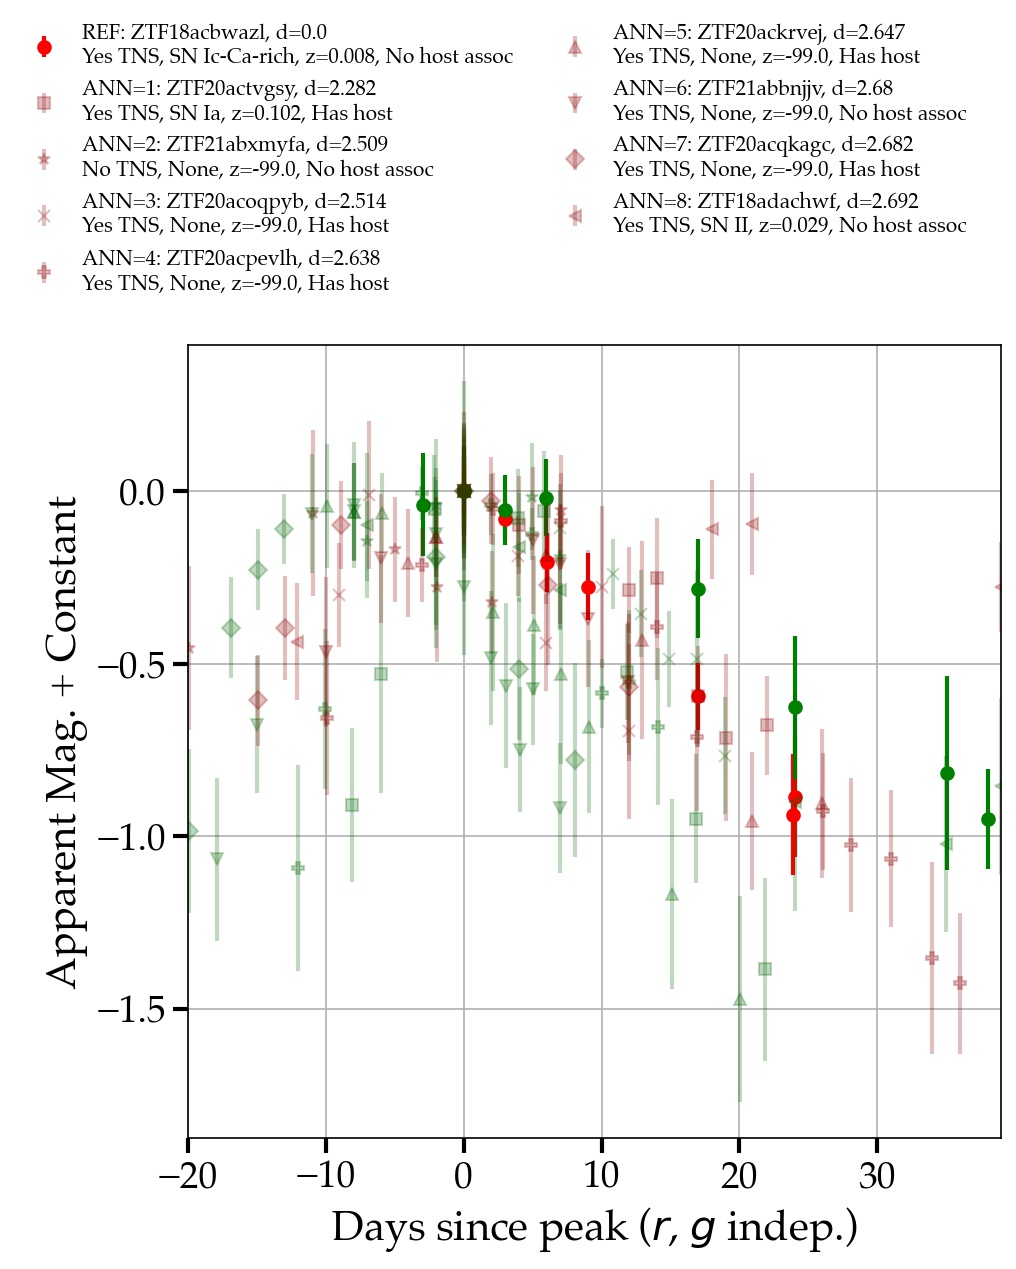 REF: ZTF18acbwazl, d=0.0
Yes TNS, SN Ic-Ca-rich, z=0.008, No host assoc
ANN=1: ZTF20actvgsy, d=2.282
Yes TNS, SN Ia, z=0.102, Has host
ANN=2: ZTF21abxmyfa, d=2.509
No TNS, None, z=-99.0, No host assoc
ANN=3: ZTF20acoqpyb, d=2.514
Yes TNS, None, z=-99.0, Has host
ANN=4: ZTF20acpevlh, d=2.638
Yes TNS, None, z=-99.0, Has host
ANN=5: ZTF20ackrvej, d=2.647
Yes TNS, None, z=-99.0, Has host
ANN=6: ZTF21abbnjjv, d=2.68
Yes TNS, None, z=-99.0, No host assoc
ANN=7: ZTF20acqkagc, d=2.682
Yes TNS, None, z=-99.0, Has host
ANN=8: ZTF18adachwf, d=2.692
Yes TNS, SN II, z=0.029, No host assoc
Apparent Mag. + Constant
0.0
−0.5
−1.0
−1.5
−20 −10 0 10 20 30
Days since peak (r, g indep.)